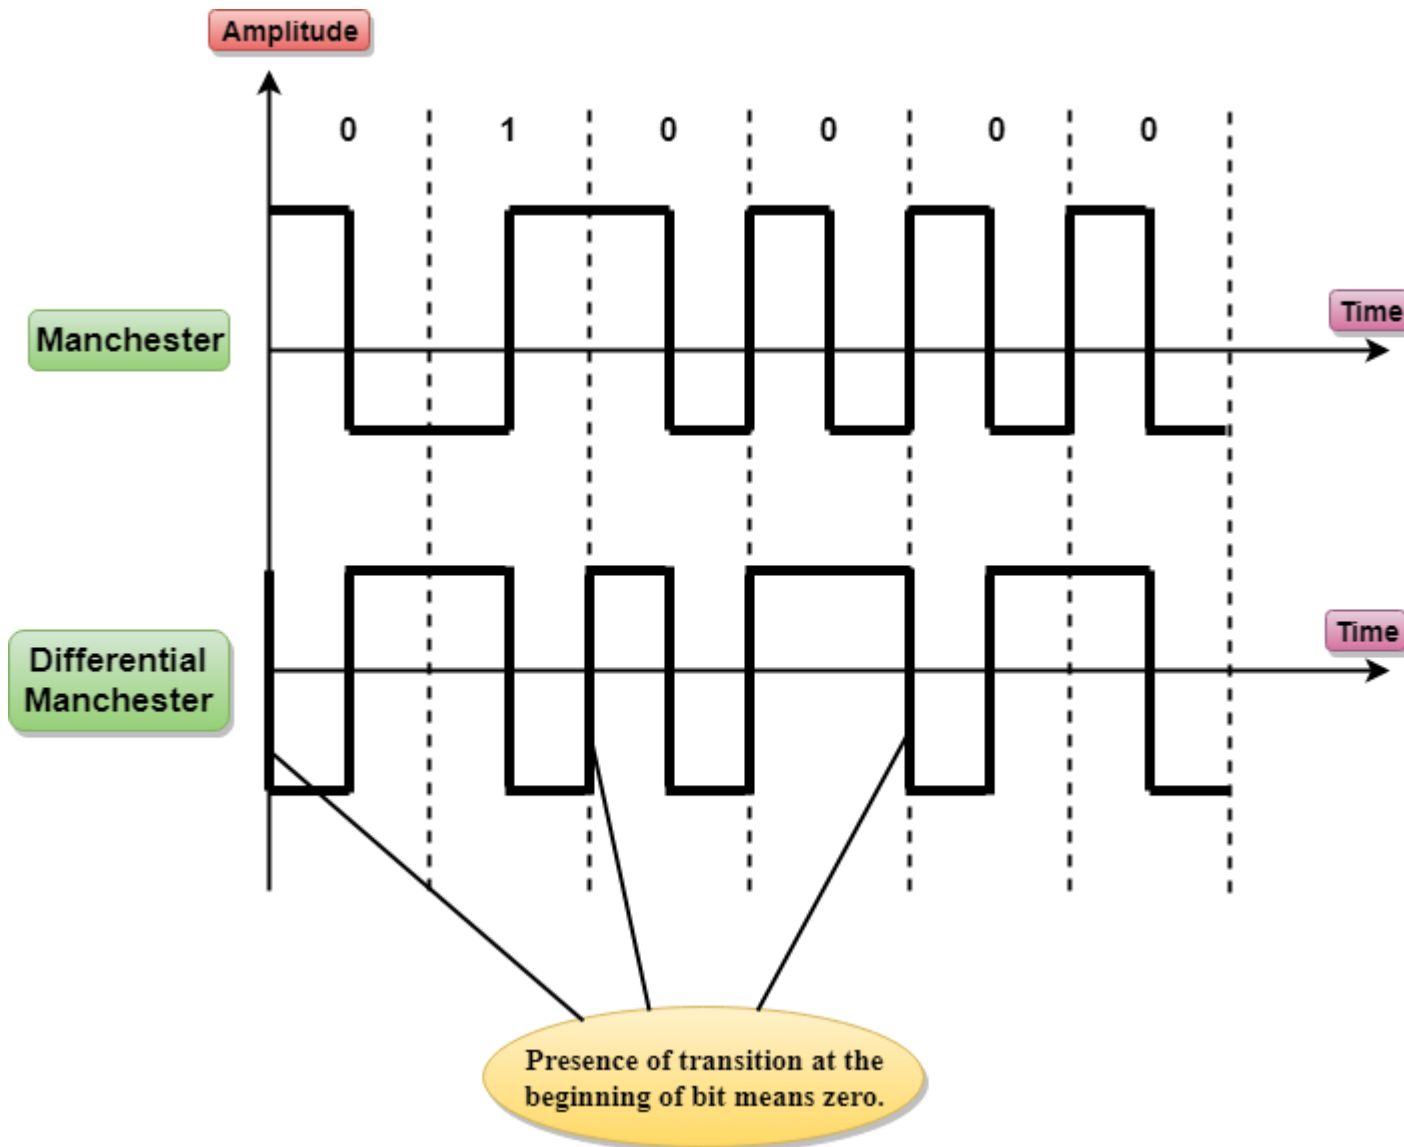 Amplitude
0 1 0 0 0 0
Time
Manchester
Time
Differential
Manchester
Presence of transition at the
beginning of bit means zero.